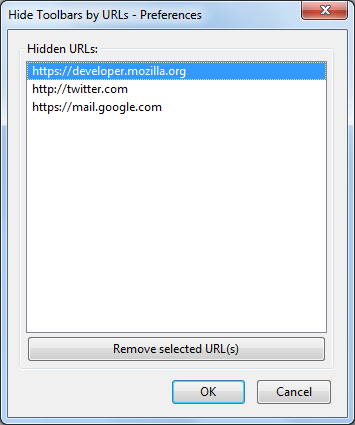 Hide Toolbars by URLs - Preferences
Hidden URLs:
https://developer.mozilla.org
http://twitter.com
https://mail.google.com
Remove selected URL(s)
OK
Cancel